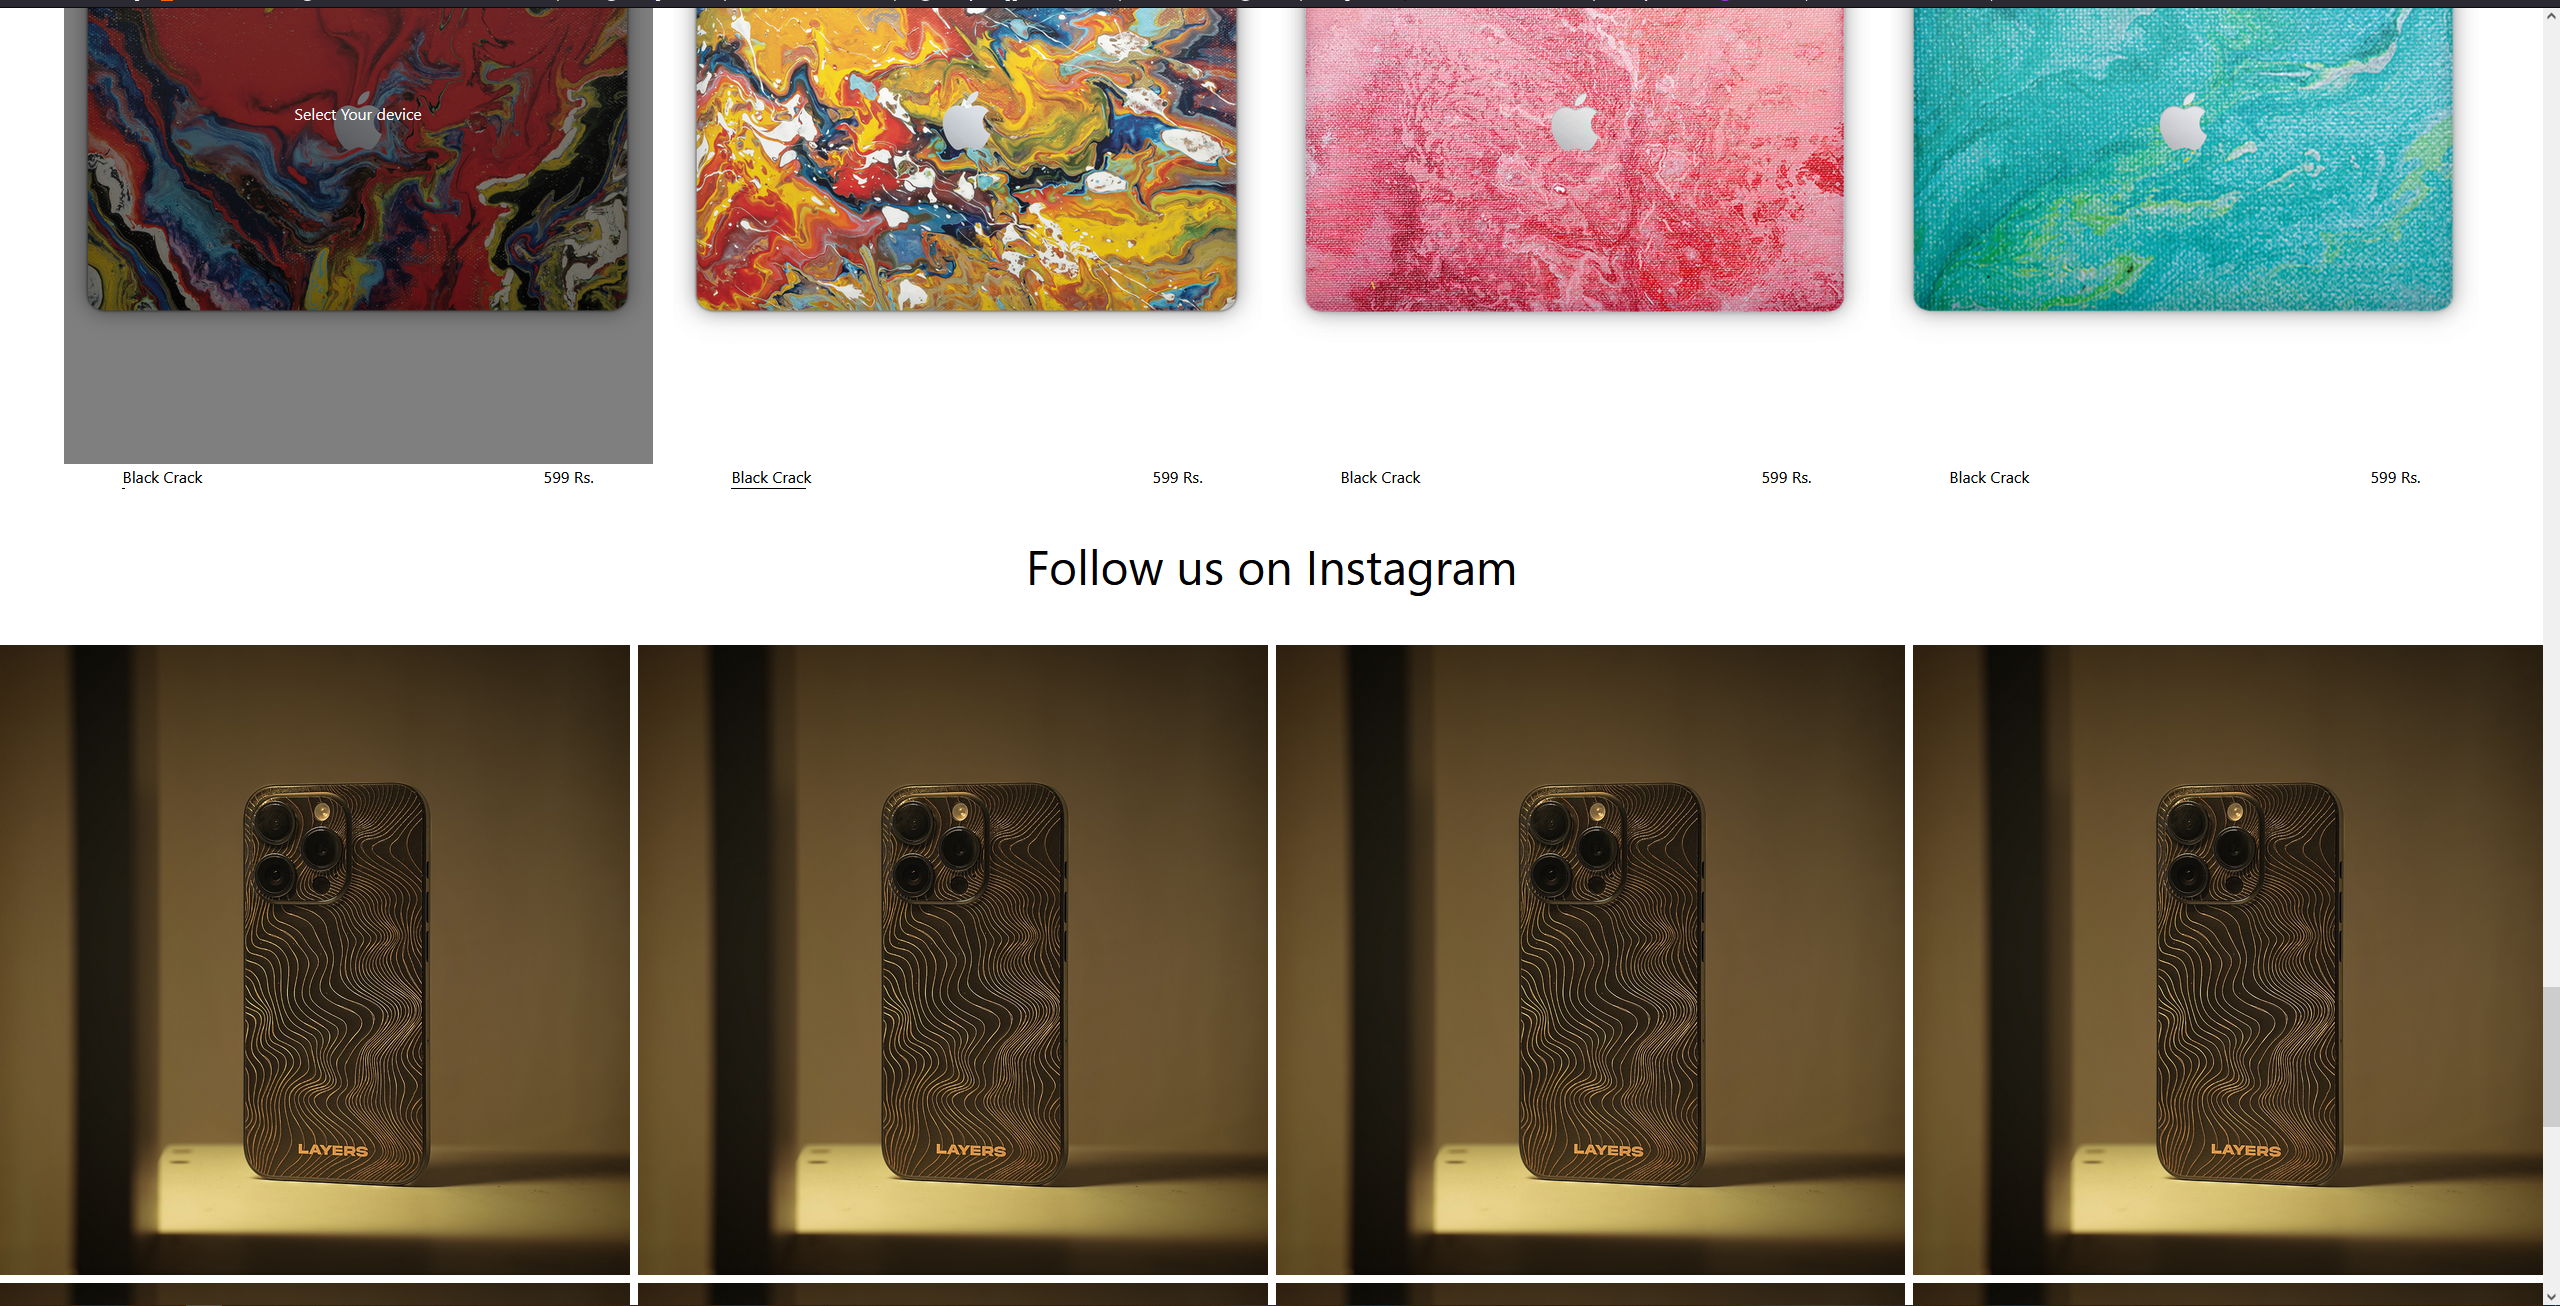 Select Your device
Black Crack 599 Rs. Black Crack 599 Rs. Black Crack 599 Rs. Black Crack 599 Rs.
Follow us on Instagram
LAYERS LAYERS LAYERS LAYERS